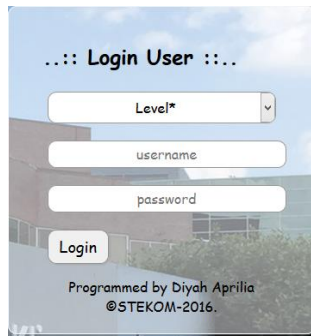 ..:: Login User ::..
Level*
username
password
Login
Programmed by Diyah Aprilia
©STEKOM-2016.